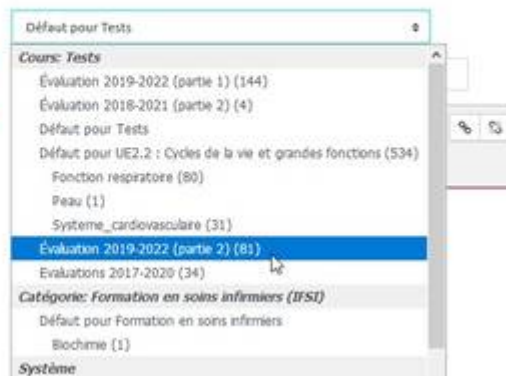 Défaut pour Tests
Cours: Tests
Évaluation 2019-2022 (partie 1) (144)
Évaluation 2018-2021 (partie 2) (4)
Défaut pour Tests
Défaut pour UE2.2 : Cycles de la vie et grandes fonctions (534)
Fonction respiratoire (80)
Peau (1)
Systeme_cardiovasculaire (31)
Évaluation 2019-2022 (partie 2) (81)
Evaluations 2017-2020 (34)
Catégorie: Formation en soins infirmiers (IFSI)
Défaut pour Formation en soins infirmiers
Biochimie (1)
Système